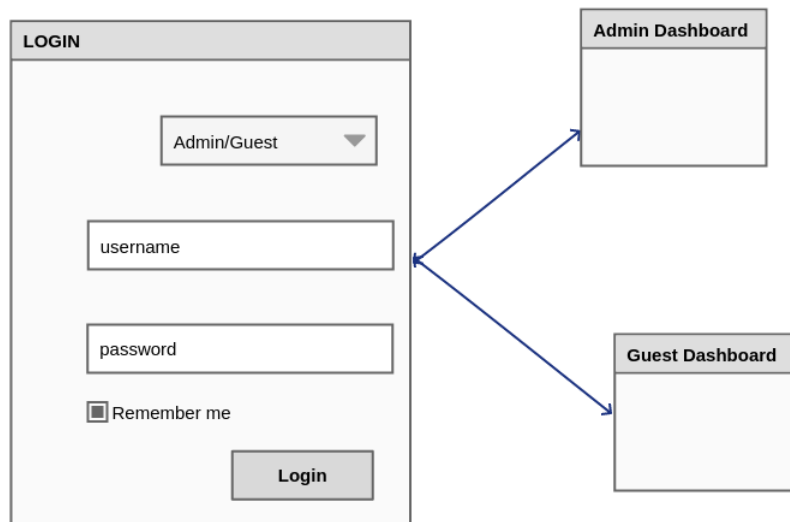 LOGIN
Admin/Guest
username
password
Remember me
Login
Admin Dashboard
Guest Dashboard